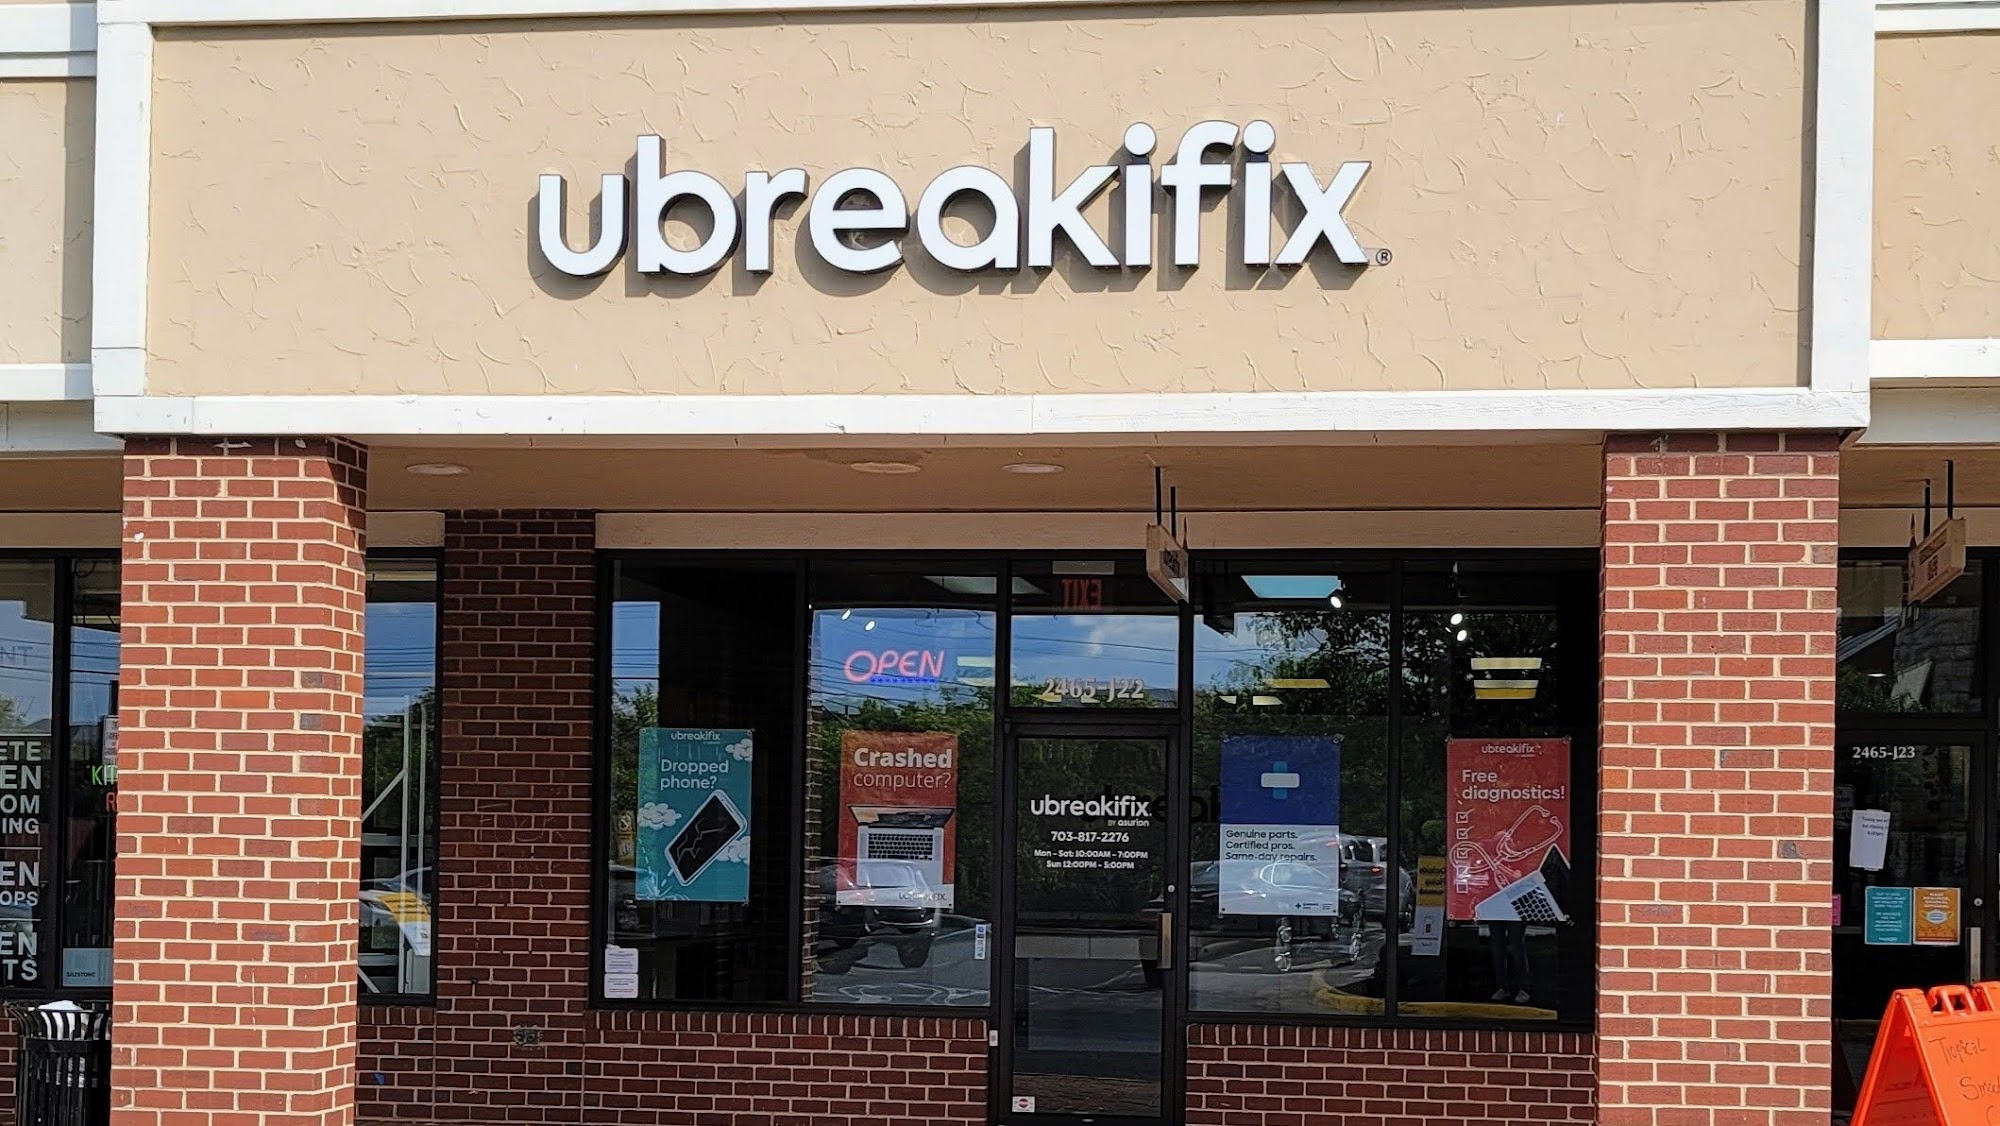 ubreakifix®
EXIT
OPEN
2465-J22
ubreakifix
Dropped
phone?
Crashed
computer?
ubreakifix
BY asurion
703-817-2276
Mon - Sat: 10:00AM - 7:00PM
Sun 12:00PM - 5:00PM
Genuine parts.
Certified pros.
Same-day repairs.
ubreakifix
Free
diagnostics!
2465-J23
SILESTONE
Tropical